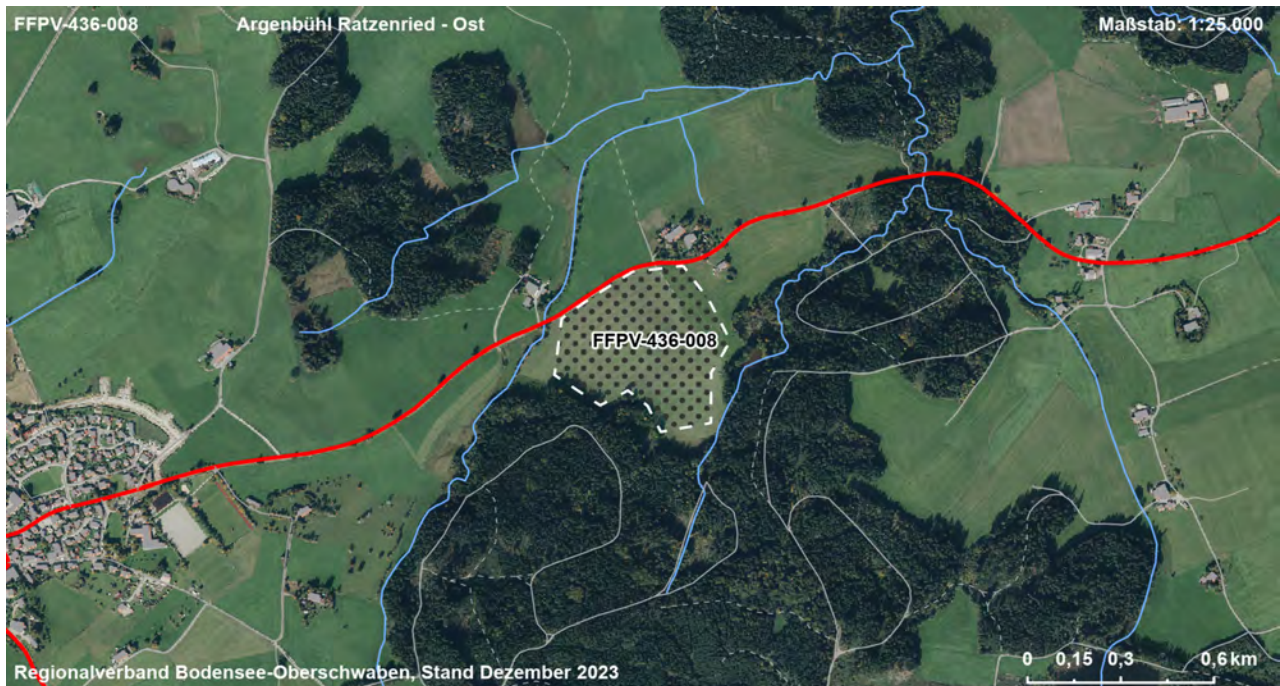 FFPV-436-008
Argenbühl Ratzenried - Ost
Maßstab: 1:25.000
FFPV-436-008
Regionalverband Bodensee-Oberschwaben, Stand Dezember 2023
0 0,15 0,3 0,6 km